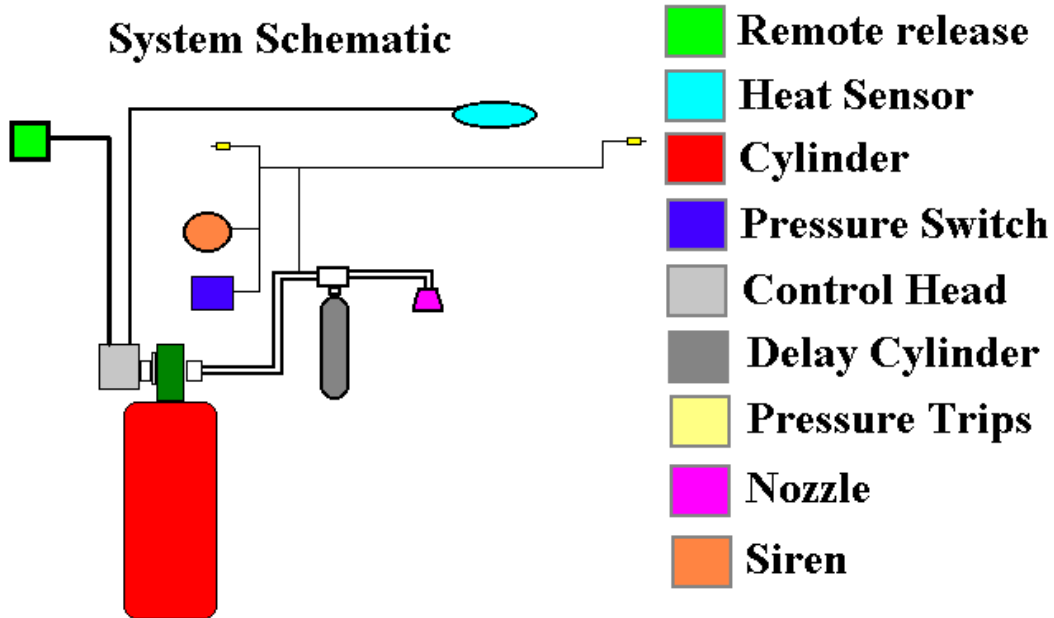 System Schematic
Remote release
Heat Sensor
Cylinder
Pressure Switch
Control Head
Delay Cylinder
Pressure Trips
Nozzle
Siren